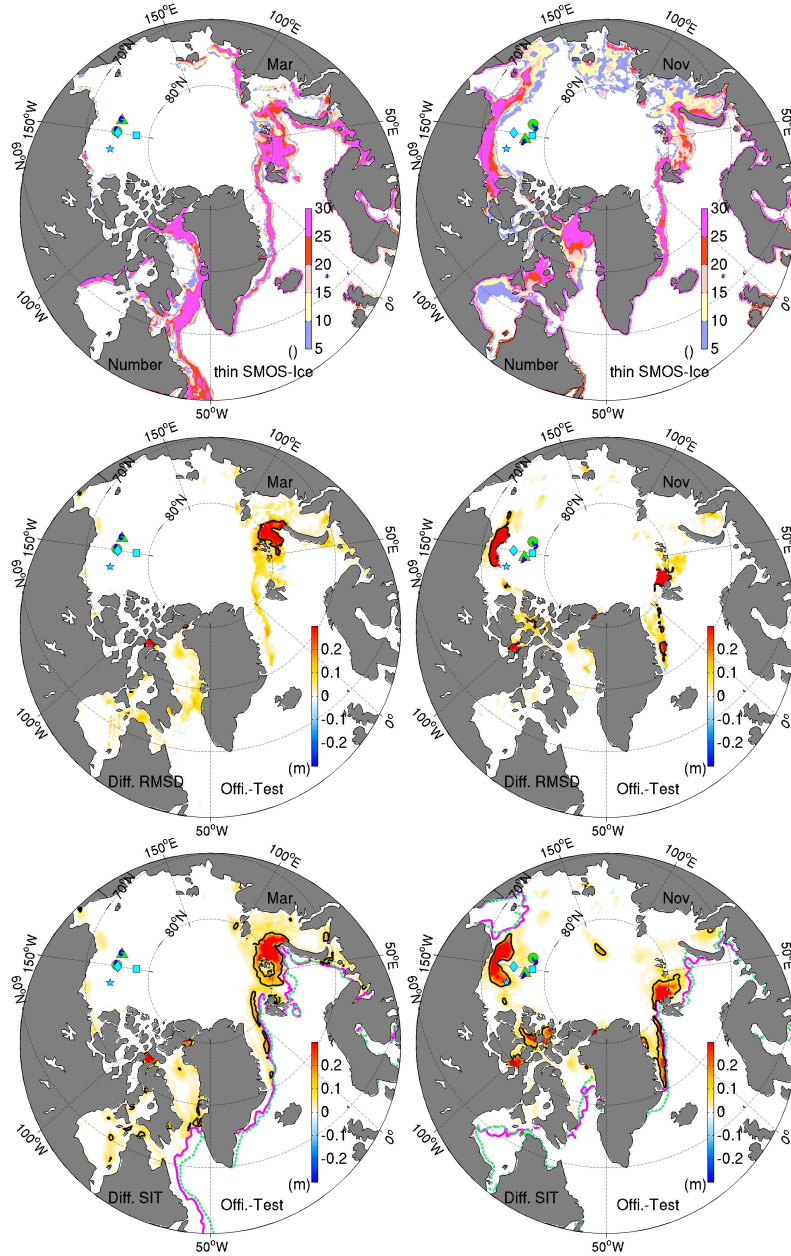 150°E
100°E
50°E
0°
50°W
100°W
150°W
60°N
70°N
80°N
Mar
30
25
20
15
10
5
()
Number
thin SMOS-Ice
150°E
100°E
50°E
0°
50°W
100°W
150°W
60°N
70°N
80°N
Nov
30
25
20
15
10
5
()
Number
thin SMOS-Ice
150°E
100°E
50°E
0°
50°W
100°W
150°W
60°N
70°N
80°N
Mar
0.2
0.1
0
-0.1
-0.2
(m)
Diff. RMSD
Offi.-Test
150°E
100°E
50°E
0°
50°W
100°W
150°W
60°N
70°N
80°N
Nov
0.2
0.1
0
-0.1
-0.2
(m)
Diff. RMSD
Offi.-Test
150°E
100°E
50°E
0°
50°W
100°W
150°W
60°N
70°N
80°N
Mar.
0.2
0.1
0
-0.1
-0.2
(m)
Diff. SIT
Offi.-Test
150°E
100°E
50°E
0°
50°W
100°W
150°W
60°N
70°N
80°N
Nov.
0.2
0.1
0
-0.1
-0.2
(m)
Diff. SIT
Offi.-Test